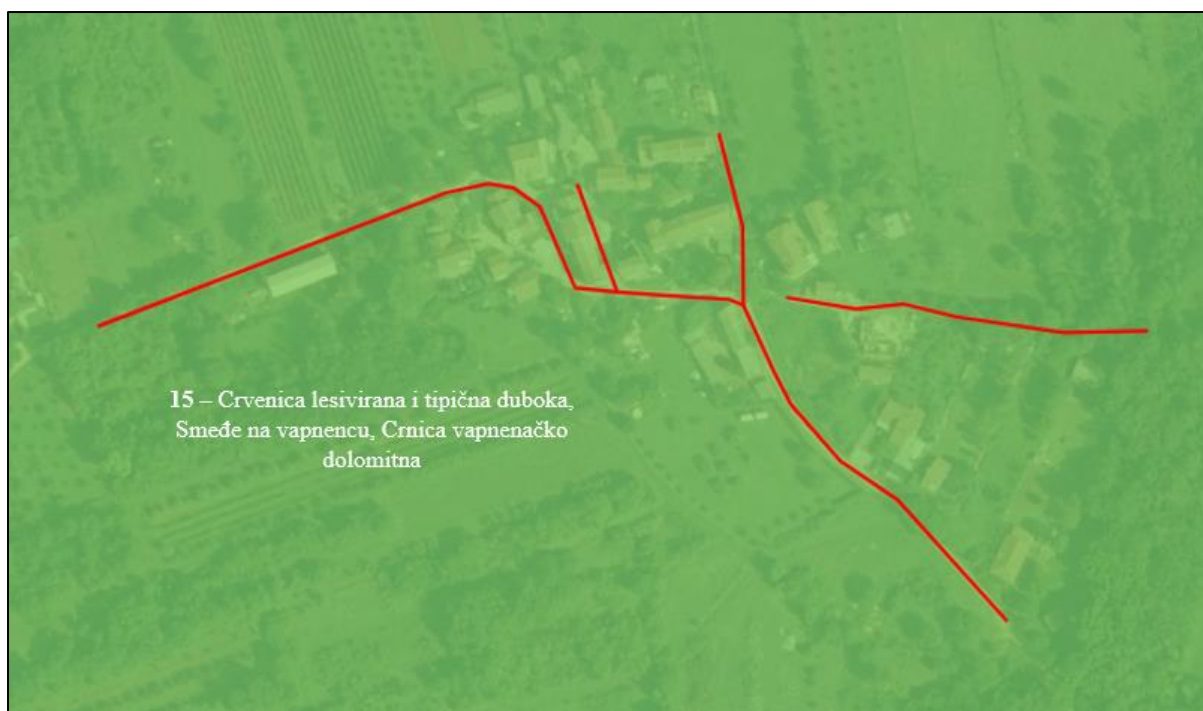 15 – Crvenica lesivirana i tipična duboka,
Smeđe na vapnencu, Crnica vapnenačko
dolomitna